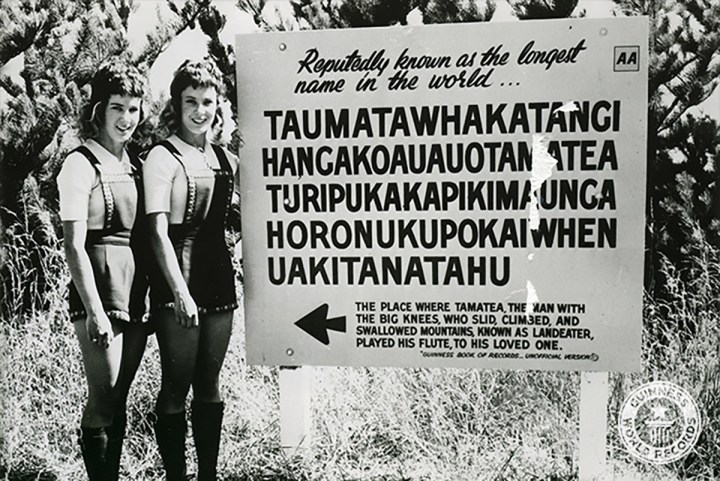 Reputedly known as the longest
name in the world...
AA
TAUMATAWHAKATANGI
HANGAKOAUAUOTAMATEA
TURIPUKAKAPIKIMAUNGA
HORONUKUPOKAIWHEN
UAKITANATAHU
THE PLACE WHERE TAMATEA, THE MAN WITH
THE BIG KNEES, WHO SLID, CLIMBED, AND
SWALLOWED MOUNTAINS, KNOWN AS LANDEATER,
PLAYED HIS FLUTE, TO HIS LOVED ONE.
"GUINNESS BOOK OF RECORDS... UNOFFICIAL VERSION"
GUINNESS
WORLD RECORDS